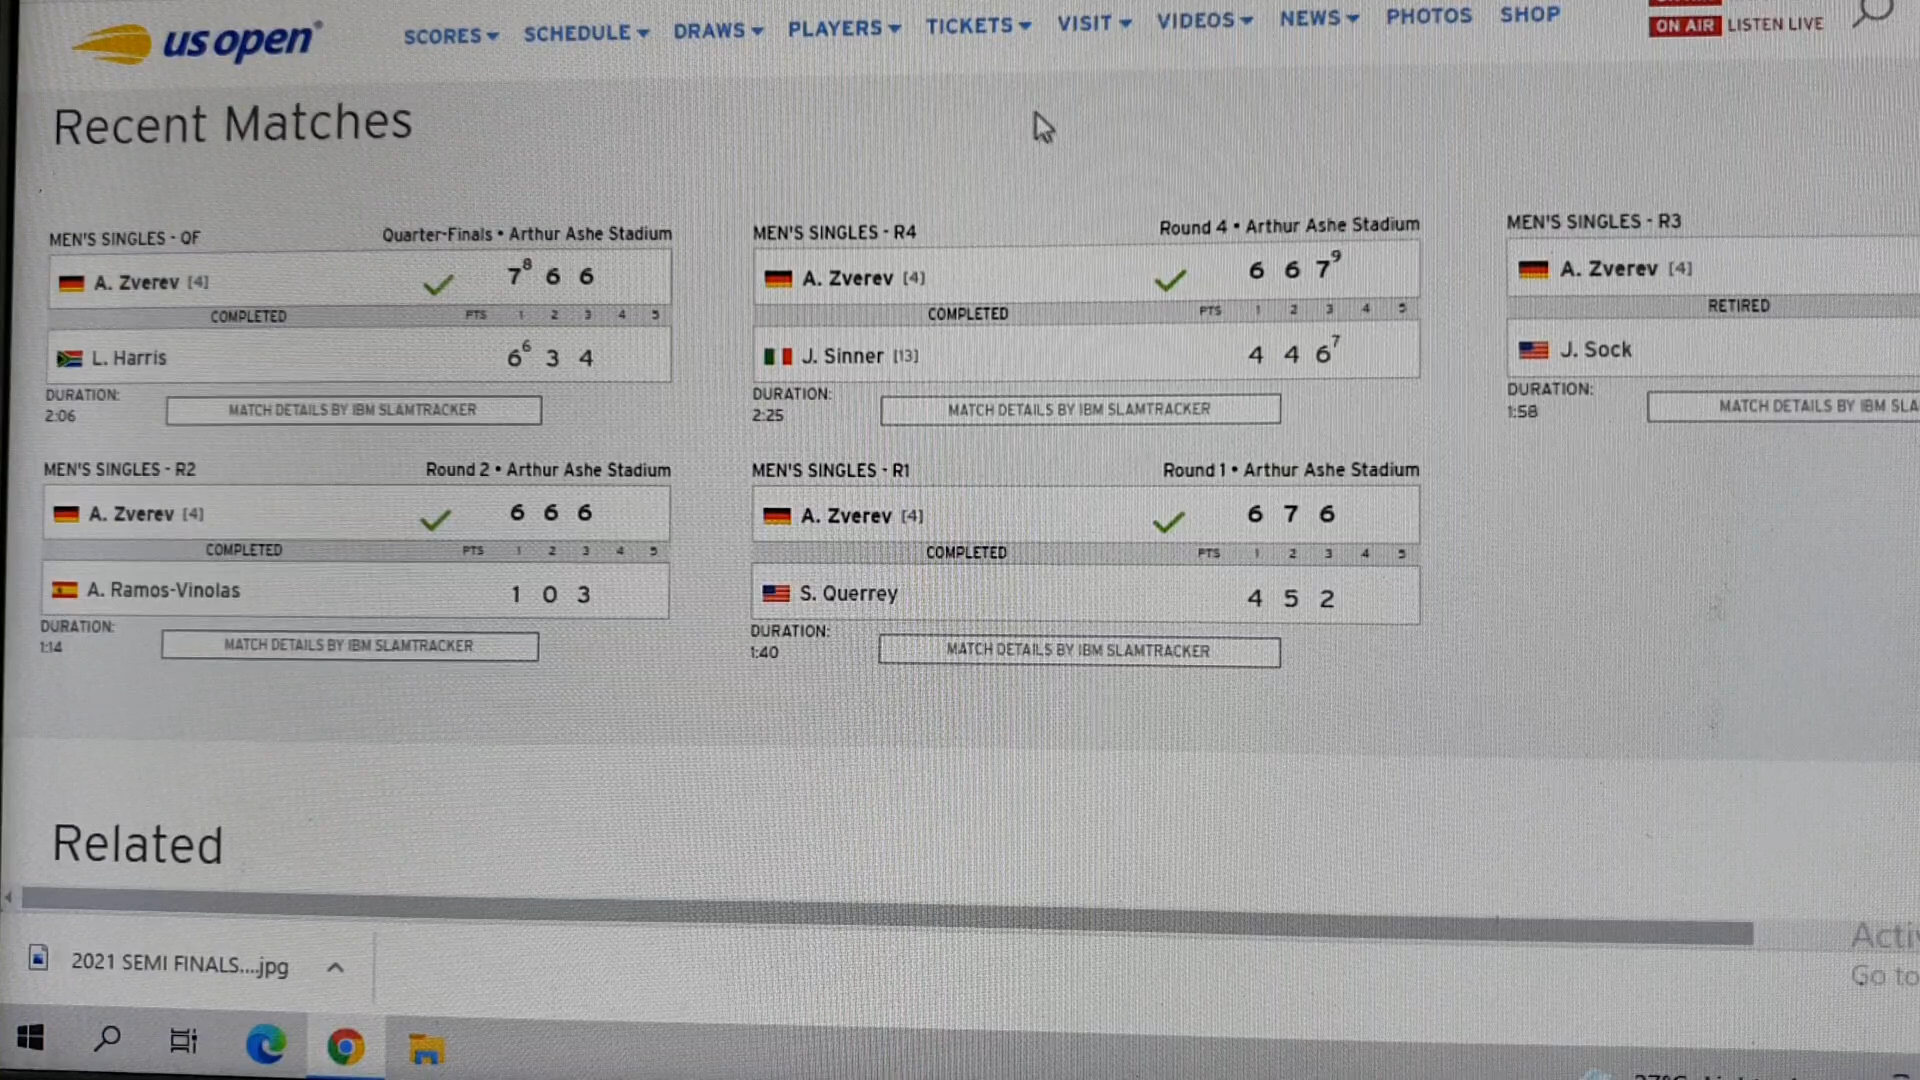 us open
SCORES SCHEDULE DRAWS PLAYERS TICKETS VISIT VIDEOS NEWS PHOTOS SHOP
ON AIR LISTEN LIVE
Recent Matches
MEN'S SINGLES - QF Quarter-Finals • Arthur Ashe Stadium
A. Zverev [4] 7 8 6 6
COMPLETED PTS 1 2 3 4 5
L. Harris 6 6 3 4
DURATION:
2:06
MATCH DETAILS BY IBM SLAMTRACKER
MEN'S SINGLES - R4 Round 4 • Arthur Ashe Stadium
A. Zverev [4] 6 6 7 9
COMPLETED PTS 1 2 3 4 5
J. Sinner [13] 4 4 6 7
DURATION:
2:25
MATCH DETAILS BY IBM SLAMTRACKER
MEN'S SINGLES - R3
A. Zverev [4]
RETIRED
J. Sock
DURATION:
1:58
MATCH DETAILS BY IBM SLA
MEN'S SINGLES - R2 Round 2 • Arthur Ashe Stadium
A. Zverev [4] 6 6 6
COMPLETED PTS 1 2 3 4 5
A. Ramos-Vinolas 1 0 3
DURATION:
1:14
MATCH DETAILS BY IBM SLAMTRACKER
MEN'S SINGLES - R1 Round 1 • Arthur Ashe Stadium
A. Zverev [4] 6 7 6
COMPLETED PTS 1 2 3 4 5
S. Querrey 4 5 2
DURATION:
1:40
MATCH DETAILS BY IBM SLAMTRACKER
Related
Acti
Go to
2021 SEMI FINALS....jpg